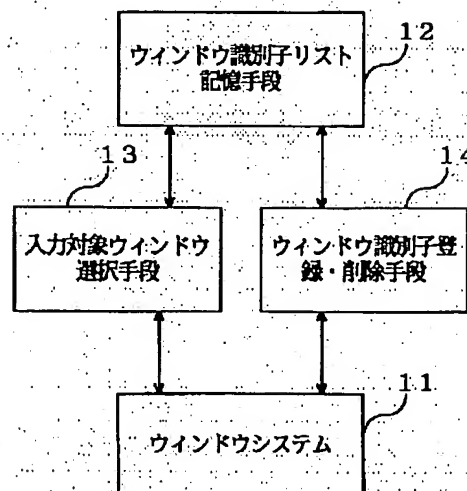 12
ウィンドウ識別子リスト
記憶手段
13
14
入力対象ウィンドウ
選択手段
ウィンドウ識別子登
録・削除手段
11
ウインドウシステム